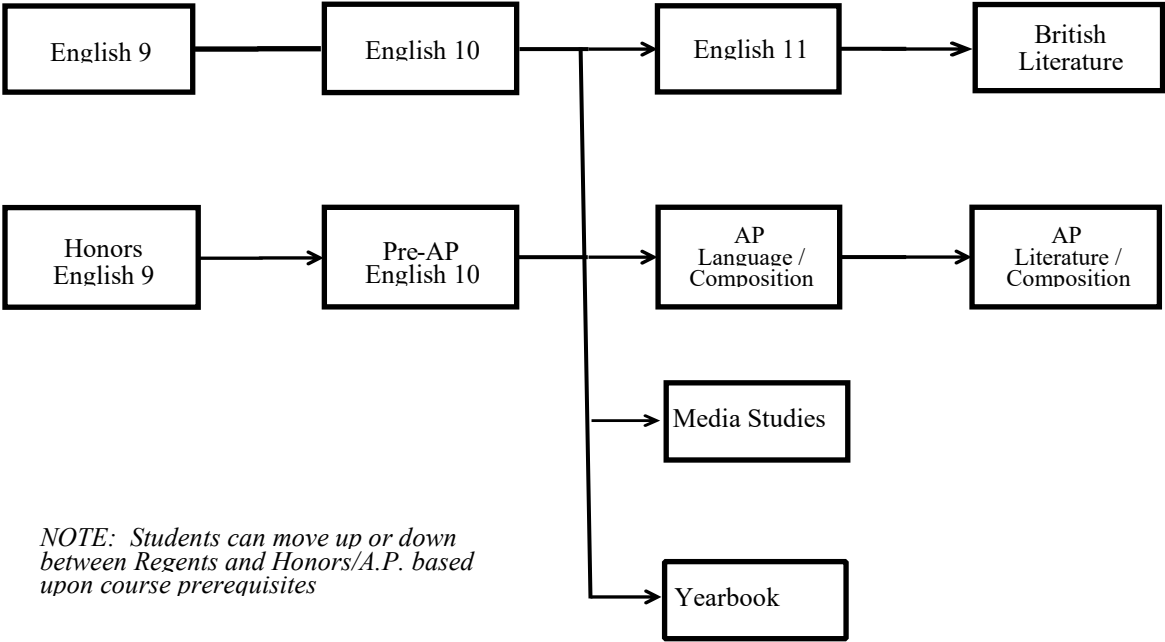 English 9
English 10
English 11
British
Literature
Honors
English 9
Pre-AP
English 10
AP
Language /
Composition
AP
Literature /
Composition
Media Studies
NOTE:  Students can move up or down
between Regents and Honors/A.P. based
upon course prerequisites
Yearbook